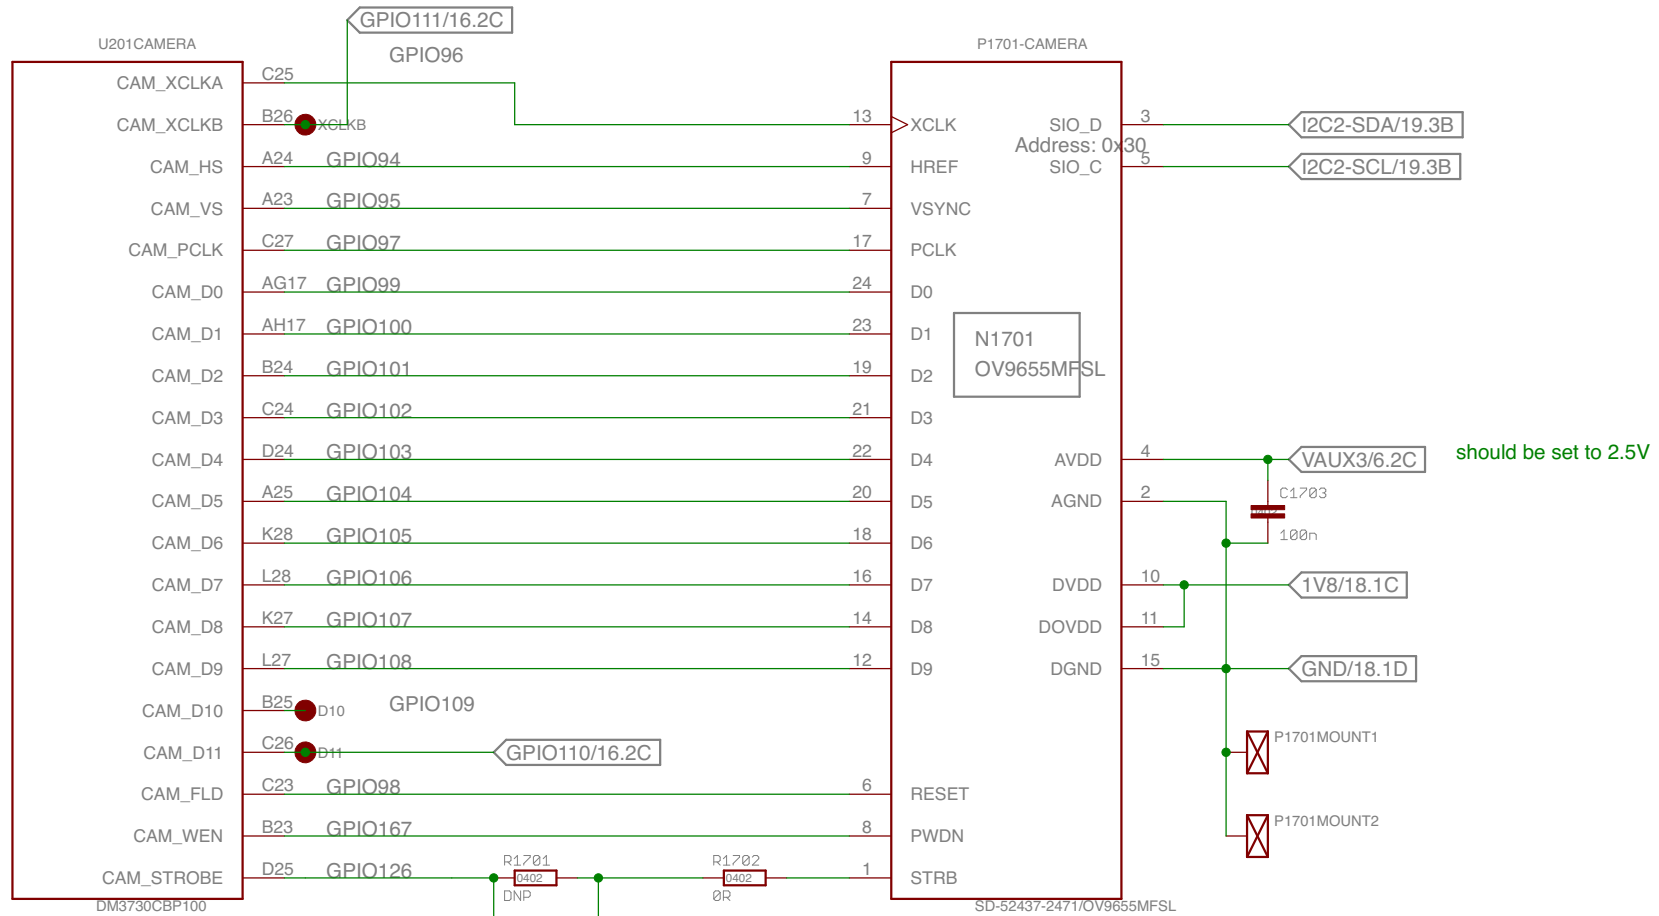 GPIO111/16.2C
U201CAMERA
GPIO96
P1701-CAMERA
CAM_XCLKA C25
CAM_XCLKB B26 XCLKB 13 XCLK SIO_D 3 I2C2-SDA/19.3B
Address: 0x30
CAM_HS A24 GPIO94 9 HREF SIO_C 5 I2C2-SCL/19.3B
CAM_VS A23 GPIO95 7 VSYNC
CAM_PCLK C27 GPIO97 17 PCLK
CAM_D0 AG17 GPIO99 24 D0
CAM_D1 AH17 GPIO100 23 D1
N1701
CAM_D2 B24 GPIO101 19 D2 OV9655MFSL
CAM_D3 C24 GPIO102 21 D3
CAM_D4 D24 GPIO103 22 D4 AVDD 4 VAUX3/6.2C should be set to 2.5V
CAM_D5 A25 GPIO104 20 D5 AGND 2 C1703
CAM_D6 K28 GPIO105 18 D6 100n
CAM_D7 L28 GPIO106 16 D7 DVDD 10 1V8/18.1C
CAM_D8 K27 GPIO107 14 D8 DOVDD 11
CAM_D9 L27 GPIO108 12 D9 DGND 15 GND/18.1D
CAM_D10 B25 D10 GPIO109
CAM_D11 C26 D11 GPIO110/16.2C P1701MOUNT1
CAM_FLD C23 GPIO98 6 RESET
CAM_WEN B23 GPIO167 8 PWDN P1701MOUNT2
R1701 R1702
CAM_STROBE D25 GPIO126 0402 0402 1 STRB
DNP 0R
DM3730CBP100 SD-52437-2471/OV9655MFSL